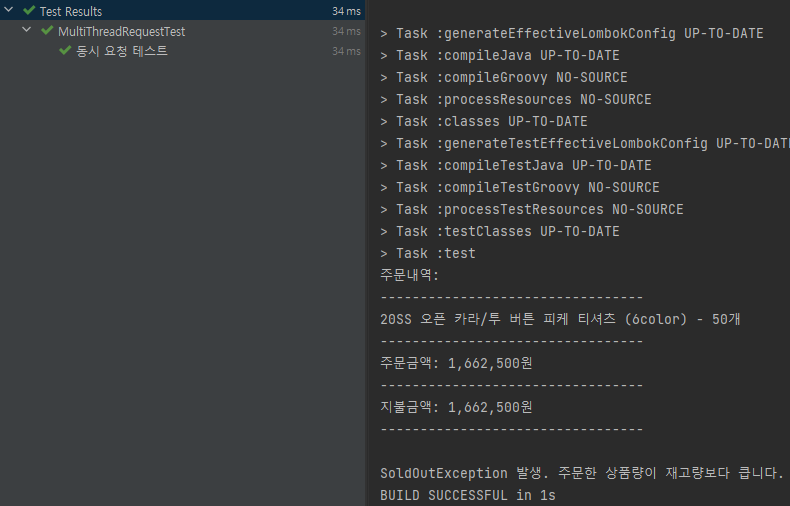 Test Results 34 ms
MultiThreadRequestTest 34 ms
동시 요청 테스트 34 ms
> Task :generateEffectiveLombokConfig UP-TO-DATE
> Task :compileJava UP-TO-DATE
> Task :compileGroovy NO-SOURCE
> Task :processResources NO-SOURCE
> Task :classes UP-TO-DATE
> Task :generateTestEffectiveLombokConfig UP-TO-DAT
> Task :compileTestJava UP-TO-DATE
> Task :compileTestGroovy NO-SOURCE
> Task :processTestResources NO-SOURCE
> Task :testClasses UP-TO-DATE
> Task :test
주문내역:
---------------------------------
20SS 오픈 카라/투 버튼 피케 티셔츠 (6color) - 50개
---------------------------------
주문금액: 1,662,500원
---------------------------------
지불금액: 1,662,500원
---------------------------------
SoldOutException 발생. 주문한 상품량이 재고량보다 큽니다.
BUILD SUCCESSFUL in 1s